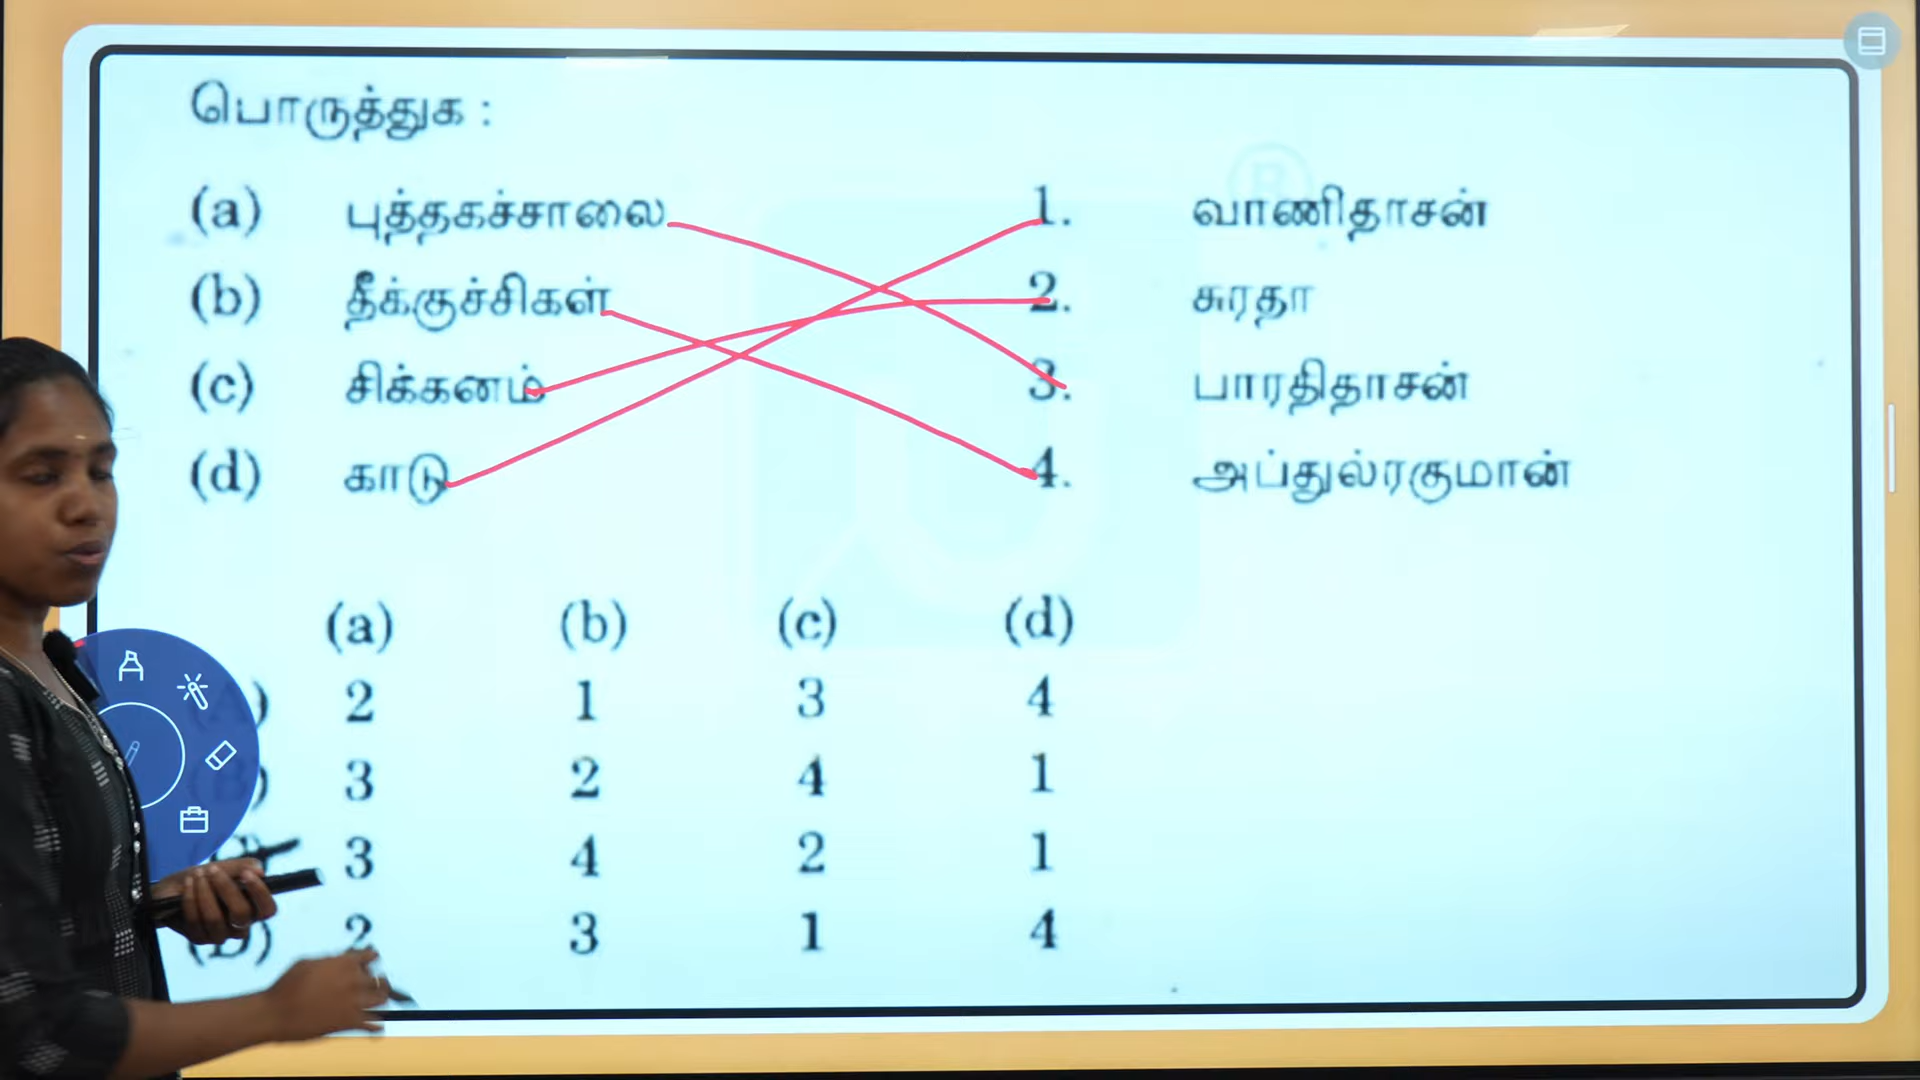 பொருத்துக :
(a) புத்தகச்சாலை 1. வாணிதாசன்
(b) தீக்குச்சிகள் 2. சுரதா
(c) சிக்கனம் 3. பாரதிதாசன்
(d) காடு 4. அப்துல்ரகுமான்
(a) (b) (c) (d)
(A) 2 1 3 4
(B) 3 2 4 1
(C) 3 4 2 1
(D) 2 3 1 4